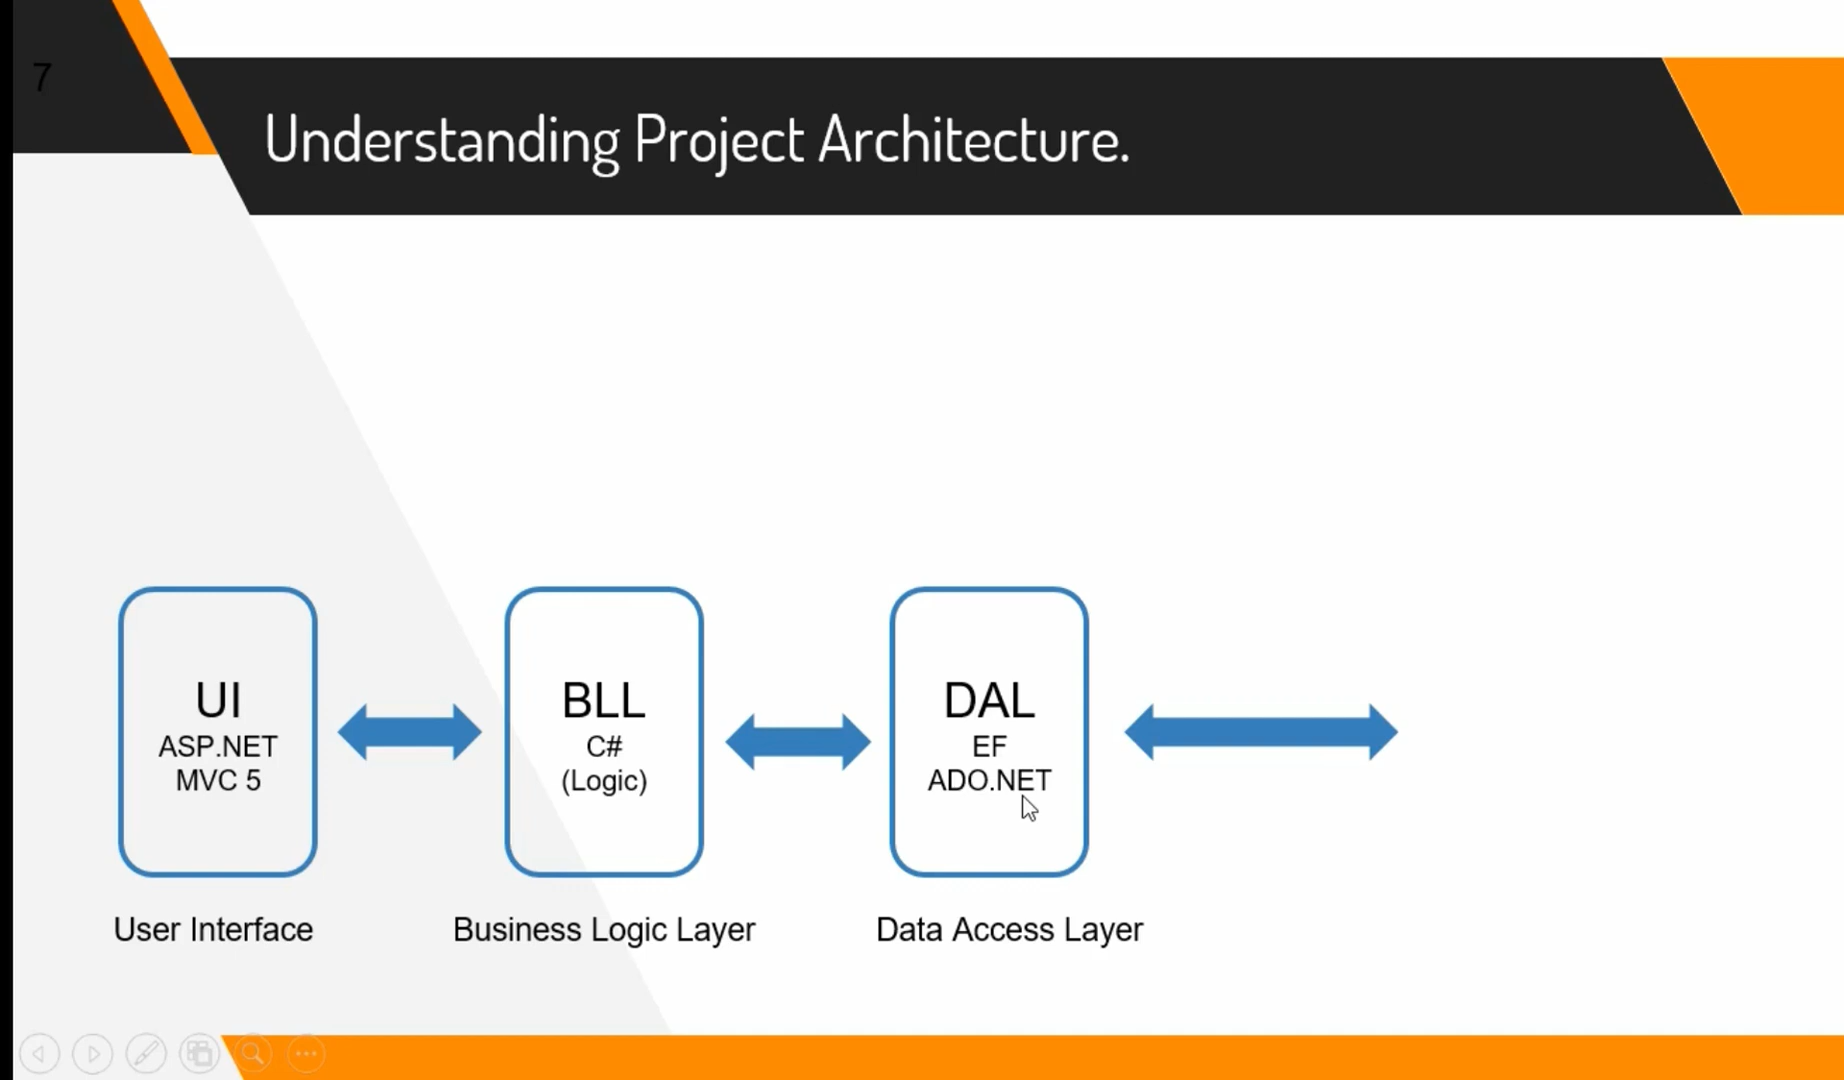 7
Understanding Project Architecture.
UI
ASP.NET
MVC 5
BLL
C#
(Logic)
DAL
EF
ADO.NET
User Interface
Business Logic Layer
Data Access Layer